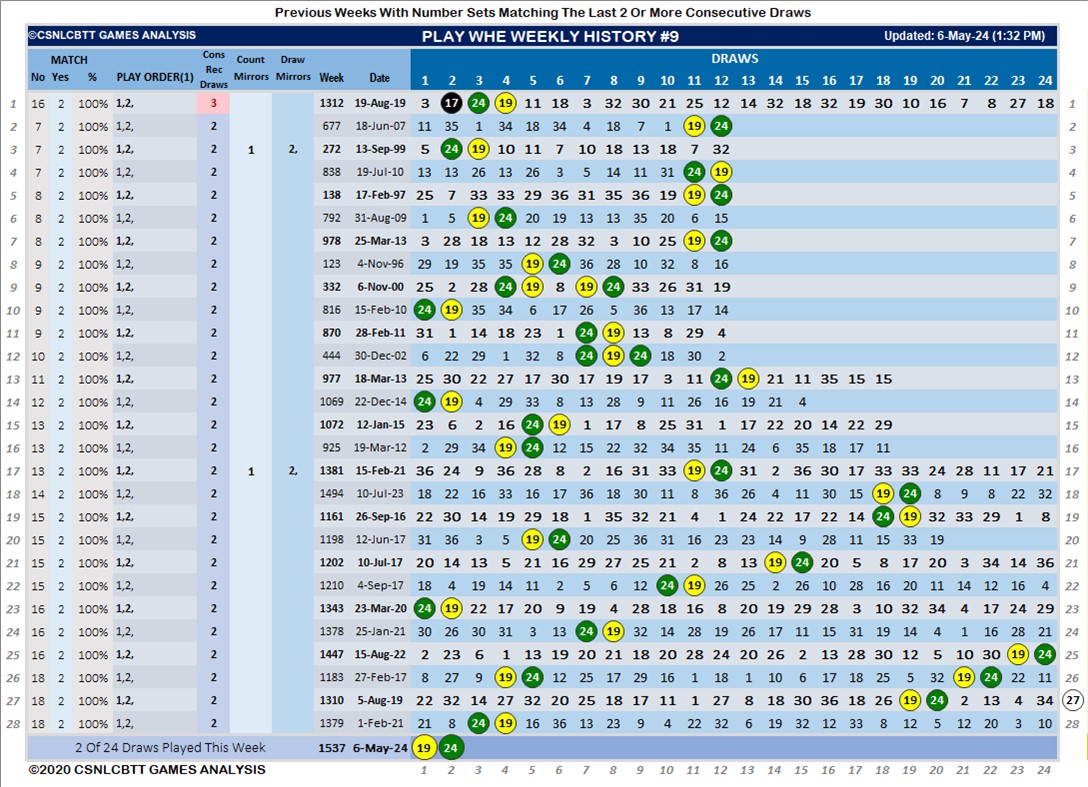 Previous Weeks With Number Sets Matching The Last 2 Or More Consecutive Draws
©CSNLCBTT GAMES ANALYSIS PLAY WHE WEEKLY HISTORY #9 Updated: 6-May-24 (1:32 PM)
MATCH Cons Rec Draws Count Mirrors Draw Mirrors DRAWS
No Yes % PLAY ORDER(1) Week Date 1 2 3 4 5 6 7 8 9 10 11 12 13 14 15 16 17 18 19 20 21 22 23 24
1 16 2 100% 1,2, 3 1312 19-Aug-19 3 17 24 19 11 18 3 32 30 21 25 12 14 32 18 32 19 30 10 16 7 8 27 18 1
2 7 2 100% 1,2, 2 677 18-Jun-07 11 35 1 34 18 34 4 18 7 1 19 24 2
3 7 2 100% 1,2, 2 1 2, 272 13-Sep-99 5 24 19 10 11 7 10 18 13 18 7 32 3
4 7 2 100% 1,2, 2 838 19-Jul-10 13 13 26 13 26 3 5 14 11 31 24 19 4
5 8 2 100% 1,2, 2 138 17-Feb-97 25 7 33 33 29 36 31 35 36 19 19 24 5
6 8 2 100% 1,2, 2 792 31-Aug-09 1 5 19 24 20 19 13 13 35 20 6 15 6
7 8 2 100% 1,2, 2 978 25-Mar-13 3 28 18 13 12 28 32 3 10 25 19 24 7
8 9 2 100% 1,2, 2 123 4-Nov-96 29 19 35 35 19 24 36 28 10 32 8 16 8
9 9 2 100% 1,2, 2 332 6-Nov-00 25 2 28 24 19 8 19 24 33 26 31 19 9
10 9 2 100% 1,2, 2 816 15-Feb-10 24 19 35 34 6 17 26 5 36 13 17 14 10
11 9 2 100% 1,2, 2 870 28-Feb-11 31 1 14 18 23 1 24 19 13 8 29 4 11
12 10 2 100% 1,2, 2 444 30-Dec-02 6 22 29 1 32 8 24 19 24 18 30 2 12
13 11 2 100% 1,2, 2 977 18-Mar-13 25 30 22 27 17 30 17 19 17 3 11 24 19 21 11 35 15 15 13
14 12 2 100% 1,2, 2 1069 22-Dec-14 24 19 4 29 33 8 13 28 9 11 26 16 19 21 4 14
15 13 2 100% 1,2, 2 1072 12-Jan-15 23 6 2 16 24 19 1 17 8 25 31 1 17 22 20 14 22 29 15
16 13 2 100% 1,2, 2 925 19-Mar-12 2 29 34 19 24 12 15 22 32 34 35 11 24 6 35 18 17 11 16
17 13 2 100% 1,2, 2 1 2, 1381 15-Feb-21 36 24 9 36 28 8 2 16 31 33 19 24 31 2 36 30 17 33 33 24 28 11 17 21 17
18 14 2 100% 1,2, 2 1494 10-Jul-23 18 22 16 33 16 17 36 18 30 11 8 36 26 4 11 30 15 19 24 8 9 8 22 32 18
19 15 2 100% 1,2, 2 1161 26-Sep-16 22 30 14 19 29 18 1 35 32 21 4 1 24 22 17 22 14 24 19 32 33 29 1 8 19
20 15 2 100% 1,2, 2 1198 12-Jun-17 31 36 3 5 19 24 20 25 36 31 16 23 23 14 9 28 11 15 33 19 20
21 15 2 100% 1,2, 2 1202 10-Jul-17 20 14 13 5 21 16 29 27 25 21 2 8 13 19 24 20 5 8 17 20 3 34 14 36 21
22 15 2 100% 1,2, 2 1210 4-Sep-17 18 4 19 14 11 2 5 6 12 24 19 26 25 2 26 10 28 16 20 11 14 12 16 4 22
23 16 2 100% 1,2, 2 1343 23-Mar-20 24 19 22 17 20 9 19 4 28 18 16 8 20 19 29 28 3 10 32 34 4 17 24 29 23
24 16 2 100% 1,2, 2 1378 25-Jan-21 30 26 30 31 3 13 24 19 32 14 28 19 26 17 11 15 31 19 14 4 1 16 28 21 24
25 16 2 100% 1,2, 2 1447 15-Aug-22 2 23 6 1 13 19 20 21 18 20 28 24 20 26 2 13 28 30 12 5 10 30 19 24 25
26 18 2 100% 1,2, 2 1183 27-Feb-17 8 27 9 19 24 12 25 17 29 16 1 18 1 10 6 17 18 25 5 32 19 24 22 11 26
27 18 2 100% 1,2, 2 1310 5-Aug-19 22 32 14 27 32 20 25 18 17 11 1 27 8 18 30 36 18 26 19 24 2 13 4 34 27
28 18 2 100% 1,2, 2 1379 1-Feb-21 21 8 24 19 16 36 13 23 9 4 22 32 6 19 32 12 33 8 12 5 12 20 3 10 28
2 Of 24 Draws Played This Week 1537 6-May-24 19 24
©2020 CSNLCBTT GAMES ANALYSIS 1 2 3 4 5 6 7 8 9 10 11 12 13 14 15 16 17 18 19 20 21 22 23 24